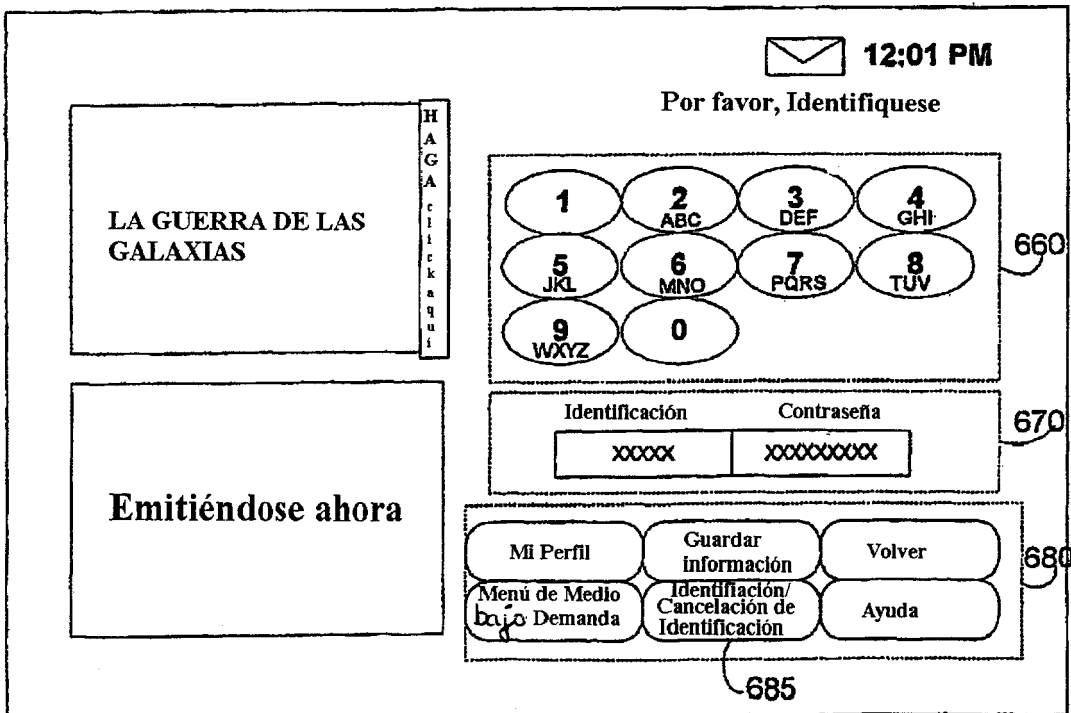 12:01 PM
Por favor, Identifiquese
HAGA clickaquí
LA GUERRA DE LAS
GALAXIAS
1
2
ABC
3
DEF
4
GHI
5
JKL
6
MNO
7
PQRS
8
TUV
9
WXYZ
0
660
Identificación Contraseña
XXXXX XXXXXXXXX
670
Emitiéndose ahora
Mi Perfil
Guardar
información
Volver
680
Menú de Medio
bajo Demanda
Identifiación/
Cancelación de
Identificación
Ayuda
685